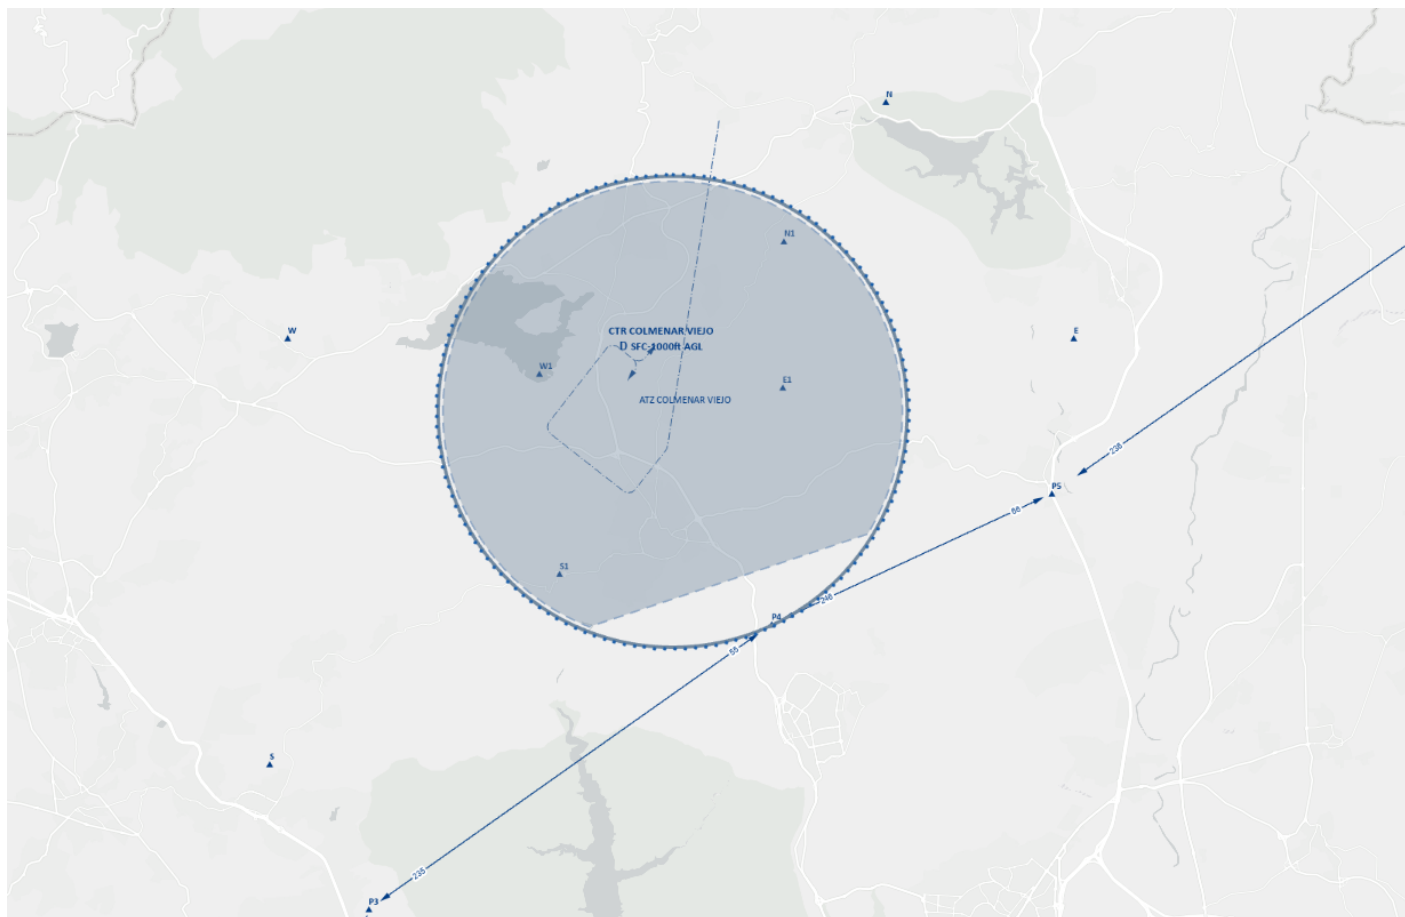 N
N1
W
CTR COLMENAR VIEJO
D SFC-1000ft AGL
E
W1
E1
ATZ COLMENAR VIEJO
238
P5
66
S1
246
P4
55
S
235
P3